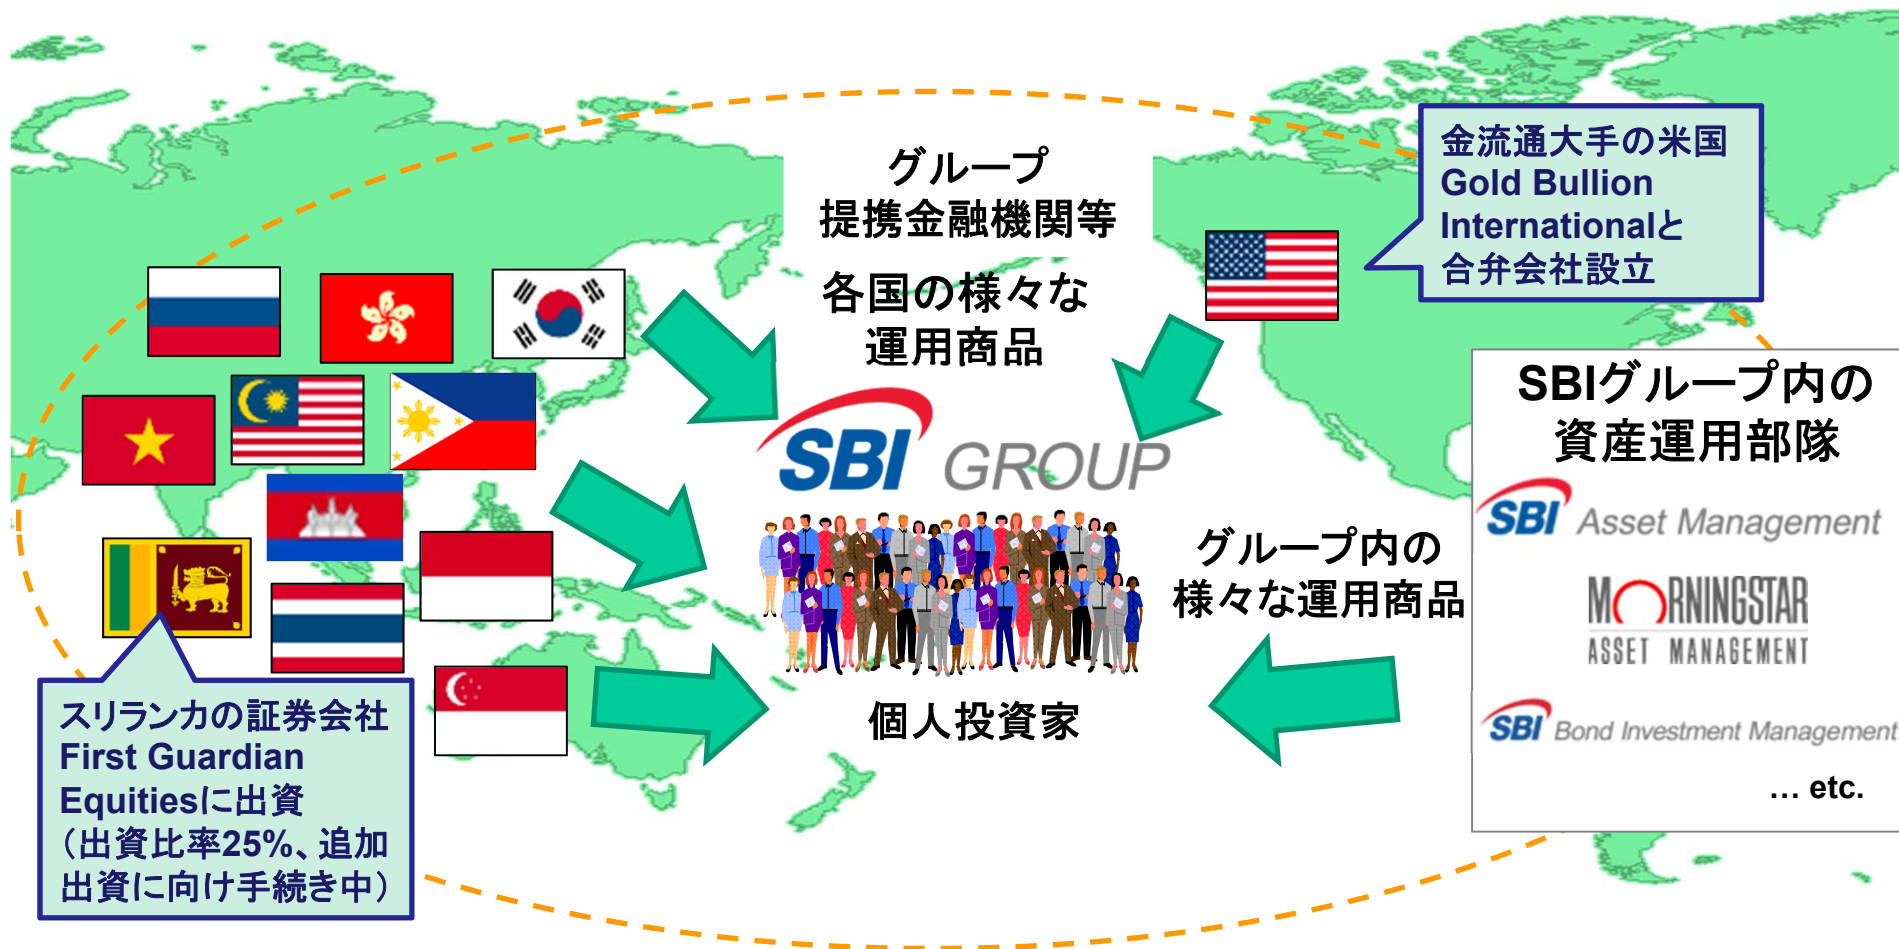 グループ
提携金融機関等
各国の様々な
運用商品
SBI GROUP
個人投資家
金流通大手の米国
Gold Bullion
Internationalと
合弁会社設立
グループ内の
様々な運用商品
SBIグループ内の
資産運用部隊
SBI Asset Management
MORNINGSTAR
ASSET MANAGEMENT
SBI Bond Investment Management
… etc.
スリランカの証券会社
First Guardian
Equitiesに出資
（出資比率25%、追加
出資に向け手続き中）